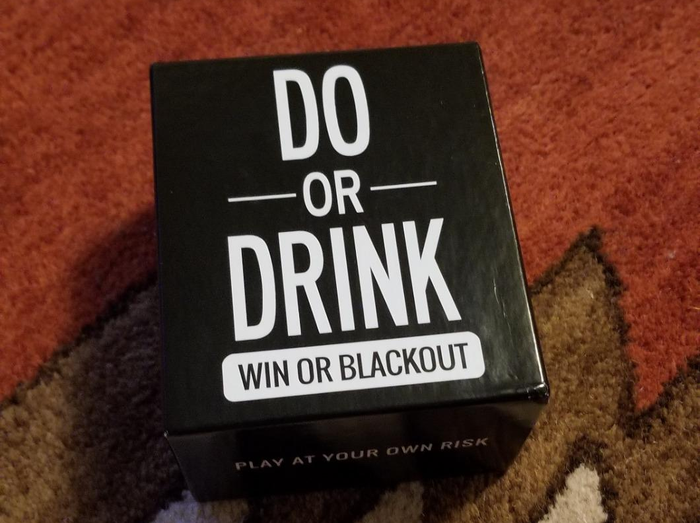 DO
OR
DRINK
WIN OR BLACKOUT
PLAY AT YOUR OWN RISK